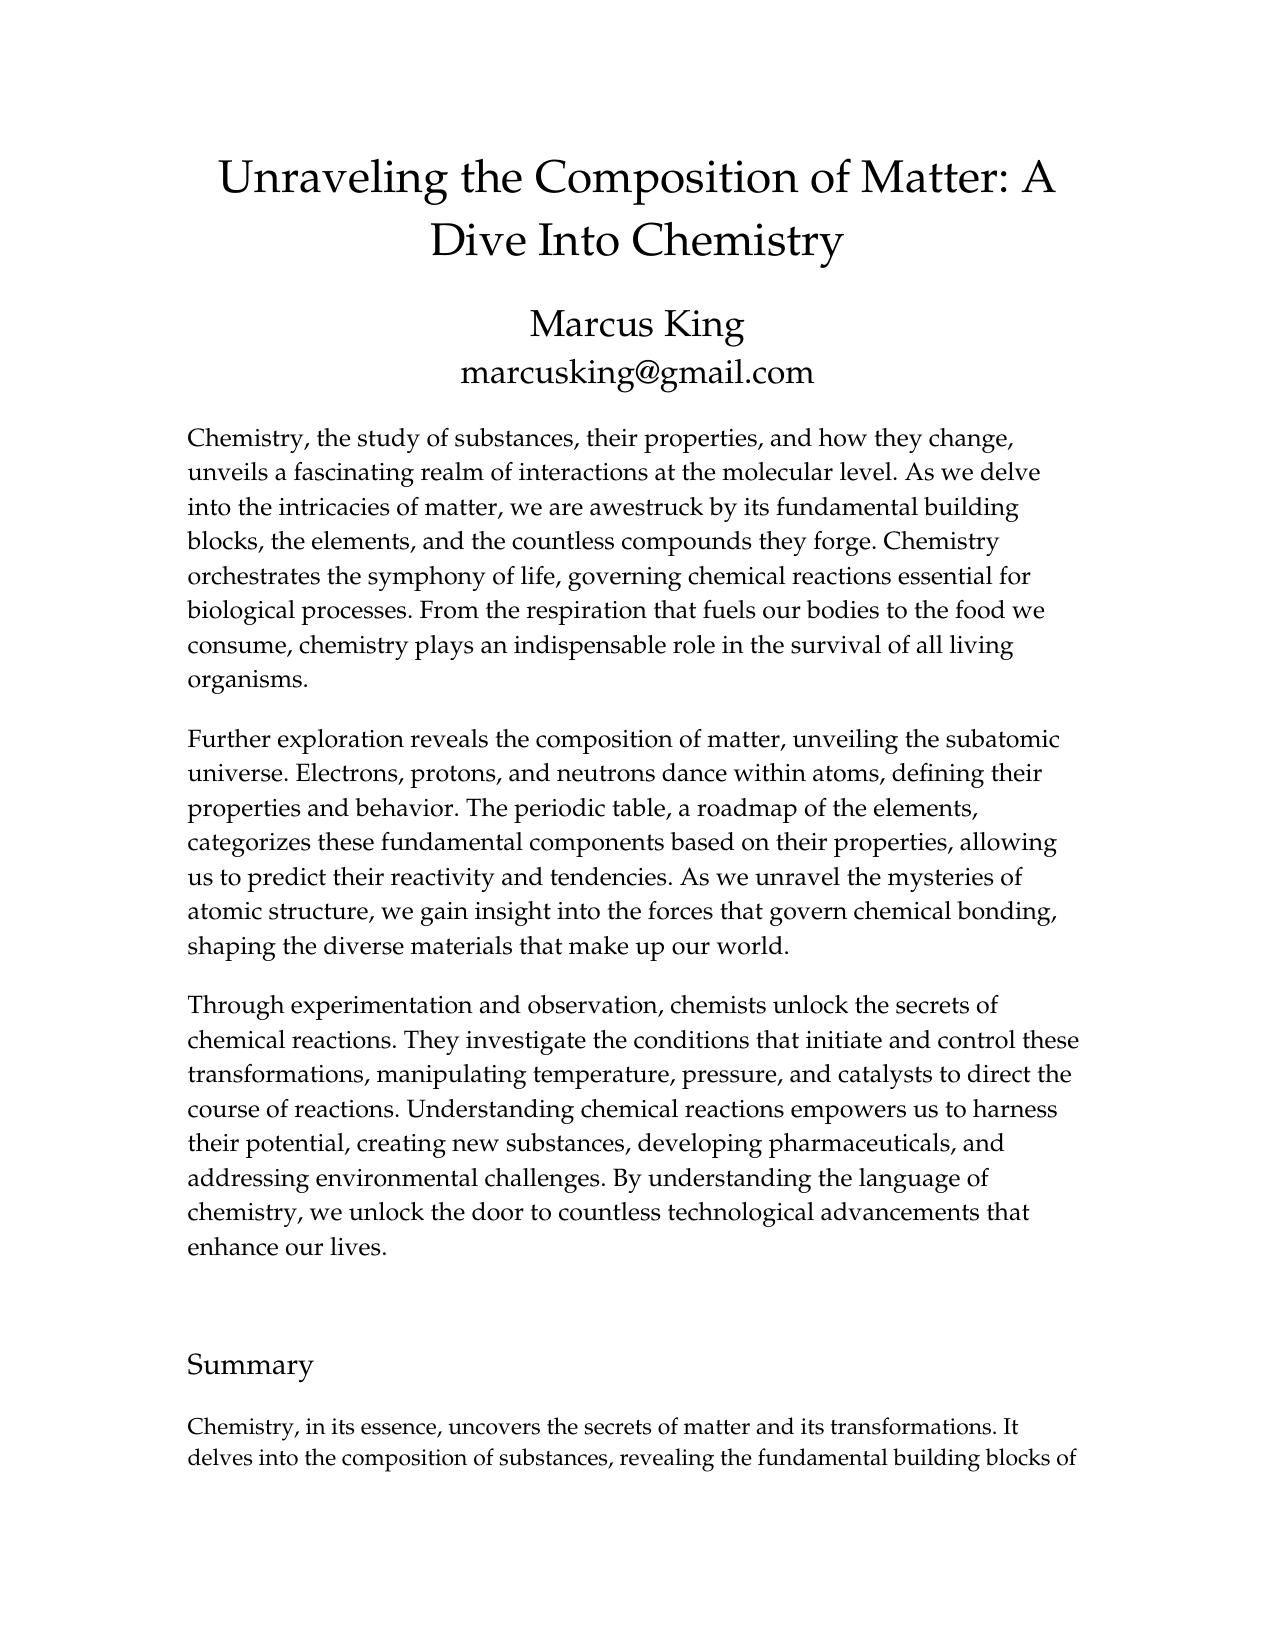 Unraveling the Composition of Matter: A
Dive Into Chemistry
Marcus King
marcusking@gmail.com
Chemistry, the study of substances, their properties, and how they change,
unveils a fascinating realm of interactions at the molecular level. As we delve
into the intricacies of matter, we are awestruck by its fundamental building
blocks, the elements, and the countless compounds they forge. Chemistry
orchestrates the symphony of life, governing chemical reactions essential for
biological processes. From the respiration that fuels our bodies to the food we
consume, chemistry plays an indispensable role in the survival of all living
organisms.
Further exploration reveals the composition of matter, unveiling the subatomic
universe. Electrons, protons, and neutrons dance within atoms, defining their
properties and behavior. The periodic table, a roadmap of the elements,
categorizes these fundamental components based on their properties, allowing
us to predict their reactivity and tendencies. As we unravel the mysteries of
atomic structure, we gain insight into the forces that govern chemical bonding,
shaping the diverse materials that make up our world.
Through experimentation and observation, chemists unlock the secrets of
chemical reactions. They investigate the conditions that initiate and control these
transformations, manipulating temperature, pressure, and catalysts to direct the
course of reactions. Understanding chemical reactions empowers us to harness
their potential, creating new substances, developing pharmaceuticals, and
addressing environmental challenges. By understanding the language of
chemistry, we unlock the door to countless technological advancements that
enhance our lives.
Summary
Chemistry, in its essence, uncovers the secrets of matter and its transformations. It
delves into the composition of substances, revealing the fundamental building blocks of